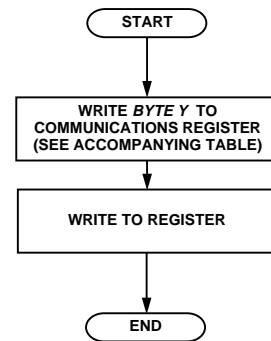 START
WRITE BYTE Y TO
COMMUNICATIONS REGISTER
(SEE ACCOMPANYING TABLE)
WRITE TO REGISTER
END